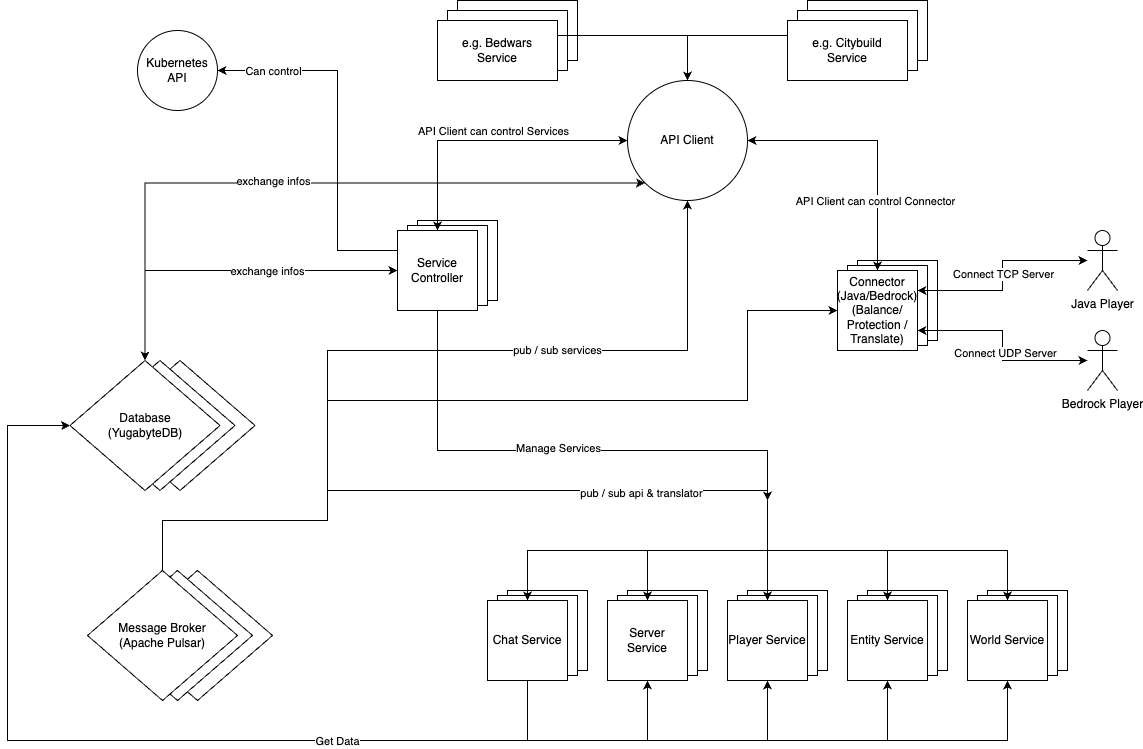 e.g. Bedwars
Service
e.g. Citybuild
Service
Kubernetes
API
Can control
API Client can control Services
API Client
exchange infos
API Client can control Connector
exchange infos
Service
Controller
Connector
(Java/Bedrock)
(Balance/
Protection /
Translate)
Connect TCP Server
Java Player
Connect UDP Server
Bedrock Player
pub / sub services
Database
(YugabyteDB)
Manage Services
pub / sub api & translator
Message Broker
(Apache Pulsar)
Chat Service
Server
Service
Player Service
Entity Service
World Service
Get Data